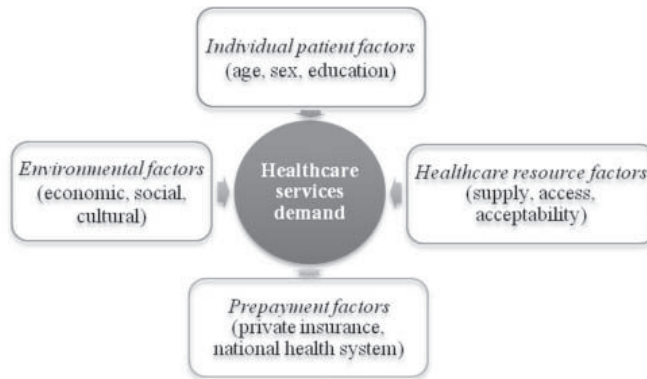 Individual patient factors
(age, sex, education)
Environmental factors
(economic, social,
cultural)
Healthcare
services
demand
Healthcare resource factors
(supply, access,
acceptability)
Prepayment factors
(private insurance,
national health system)